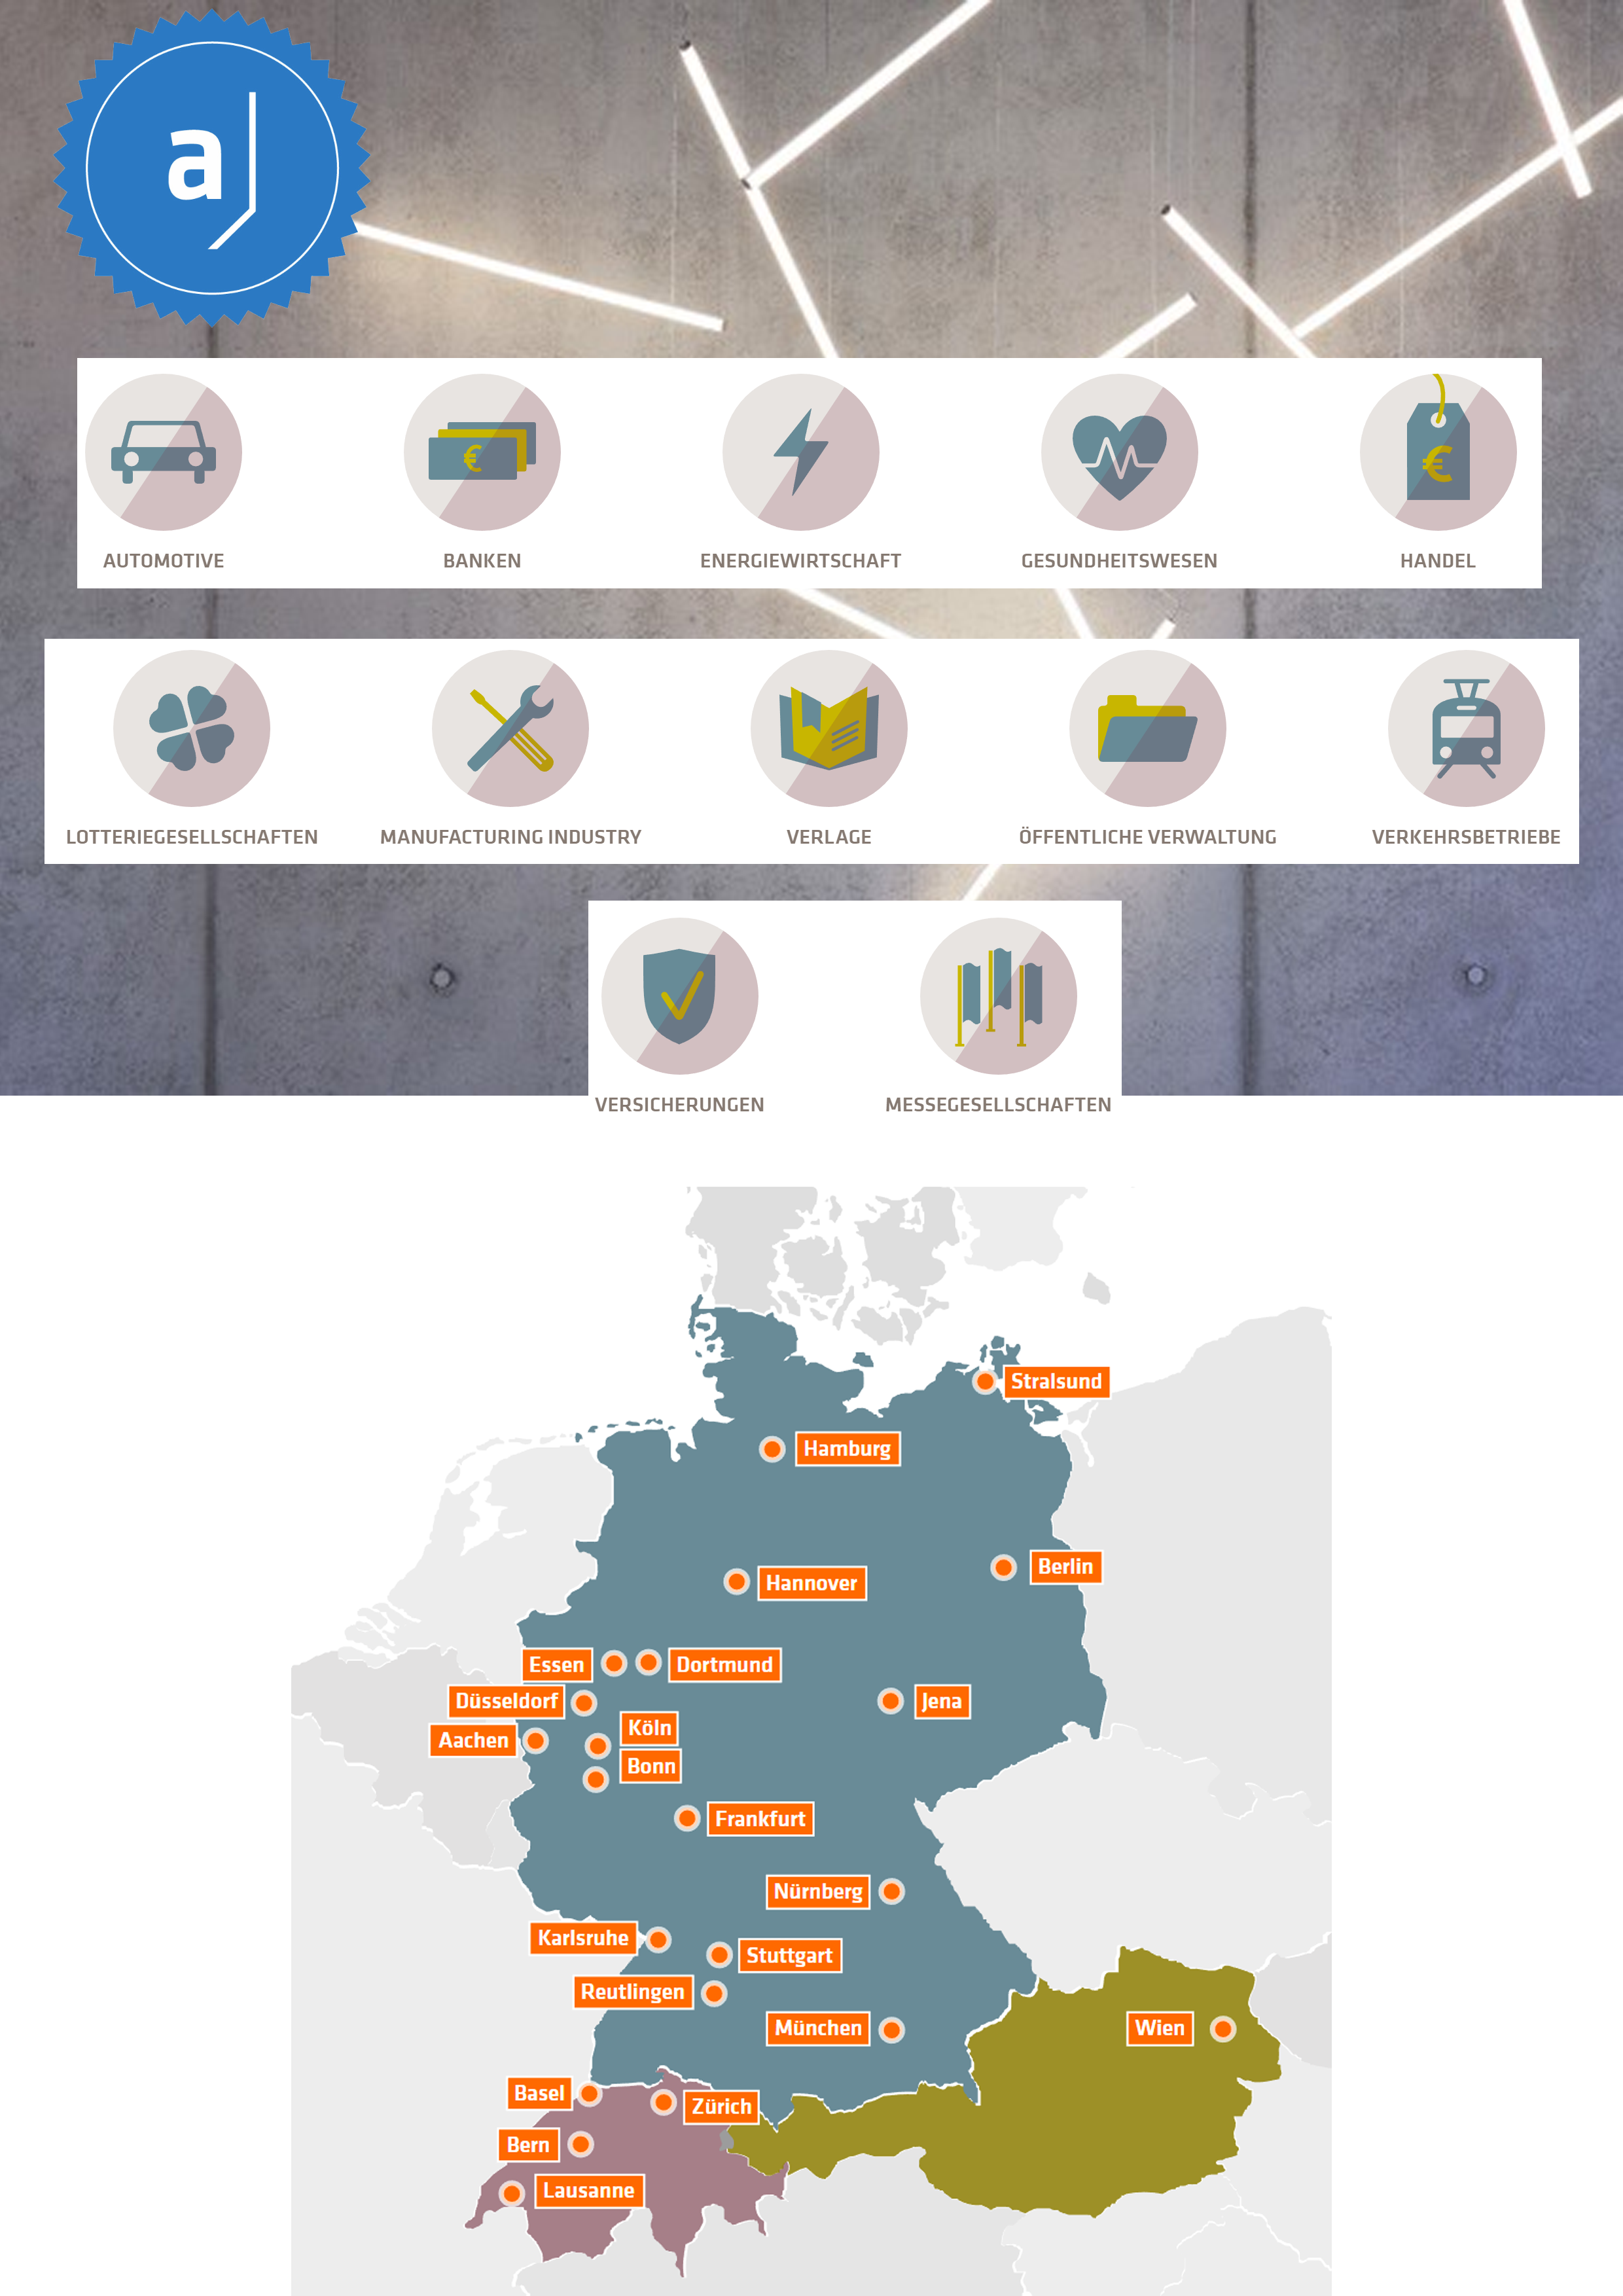 a
€
€
AUTOMOTIVE BANKEN ENERGIEWIRTSCHAFT GESUNDHEITSWESEN HANDEL
LOTTERIEGESELLSCHAFTEN MANUFACTURING INDUSTRY VERLAGE ÖFFENTLICHE VERWALTUNG VERKEHRSBETRIEBE
VERSICHERUNGEN MESSEGESELLSCHAFTEN
Stralsund
Hamburg
Berlin
Hannover
Essen Dortmund
Düsseldorf Jena
Köln
Aachen
Bonn
Frankfurt
Nürnberg
Karlsruhe
Stuttgart
Reutlingen
München Wien
Basel
Zürich
Bern
Lausanne